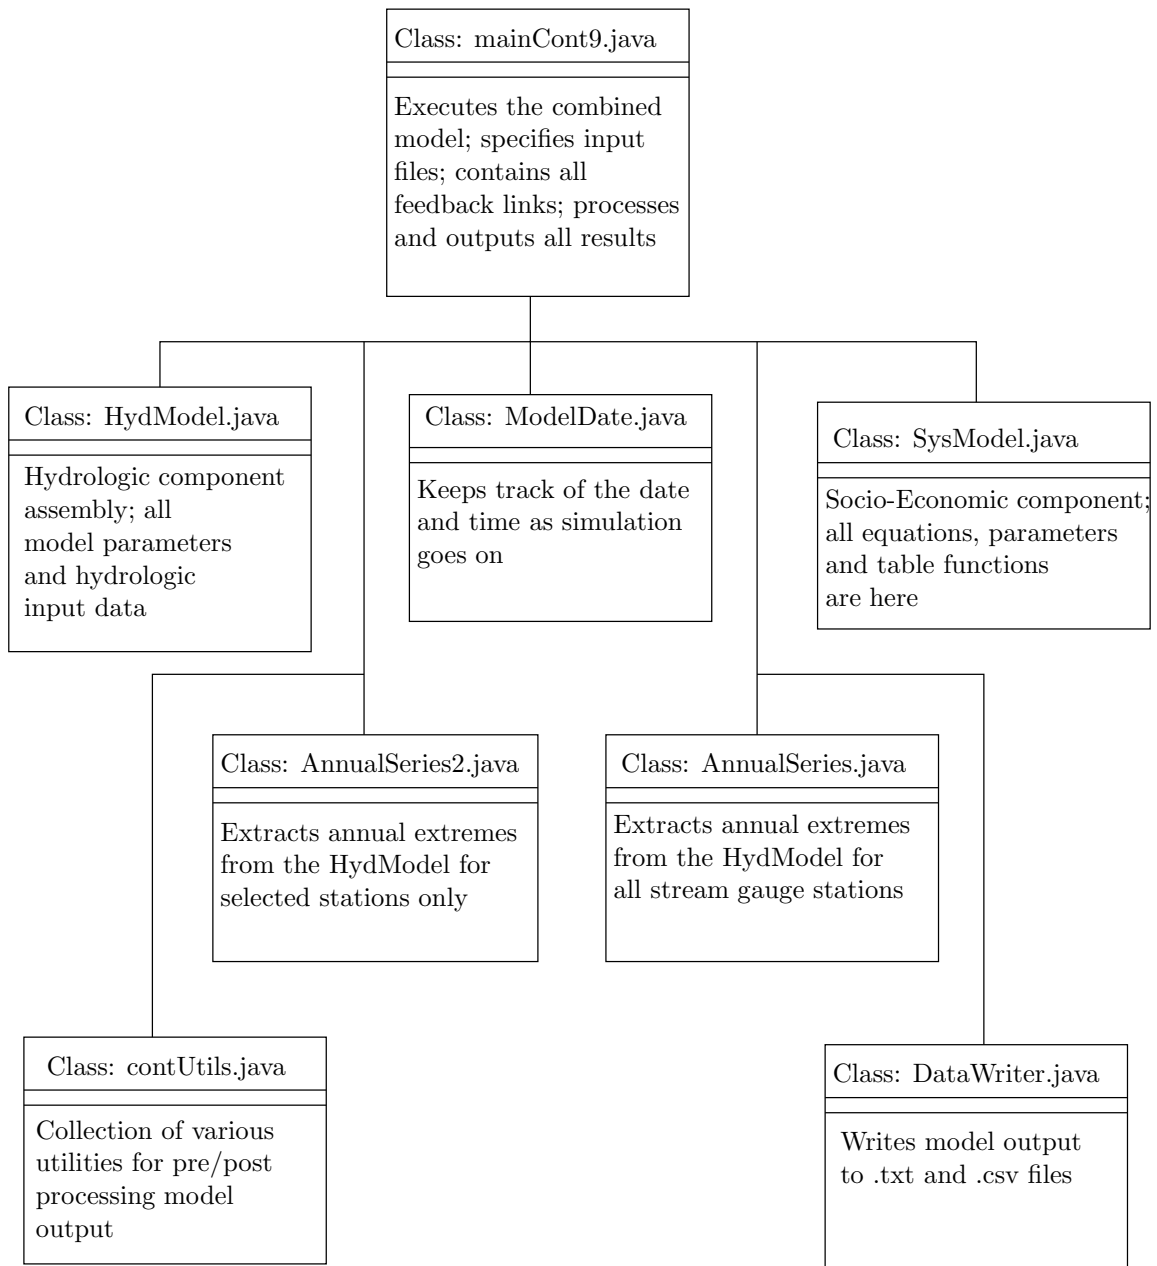 Class: mainCont9.java
Executes the combined
model; specifies input
files; contains all
feedback links; processes
and outputs all results
Class: HydModel.java
Hydrologic component
assembly; all
model parameters
and hydrologic
input data
Class: ModelDate.java
Keeps track of the date
and time as simulation
goes on
Class: SysModel.java
Socio-Economic component;
all equations, parameters
and table functions
are here
Class: AnnualSeries2.java
Extracts annual extremes
from the HydModel for
selected stations only
Class: AnnualSeries.java
Extracts annual extremes
from the HydModel for
all stream gauge stations
Class: contUtils.java
Collection of various
utilities for pre/post
processing model
output
Class: DataWriter.java
Writes model output
to .txt and .csv files